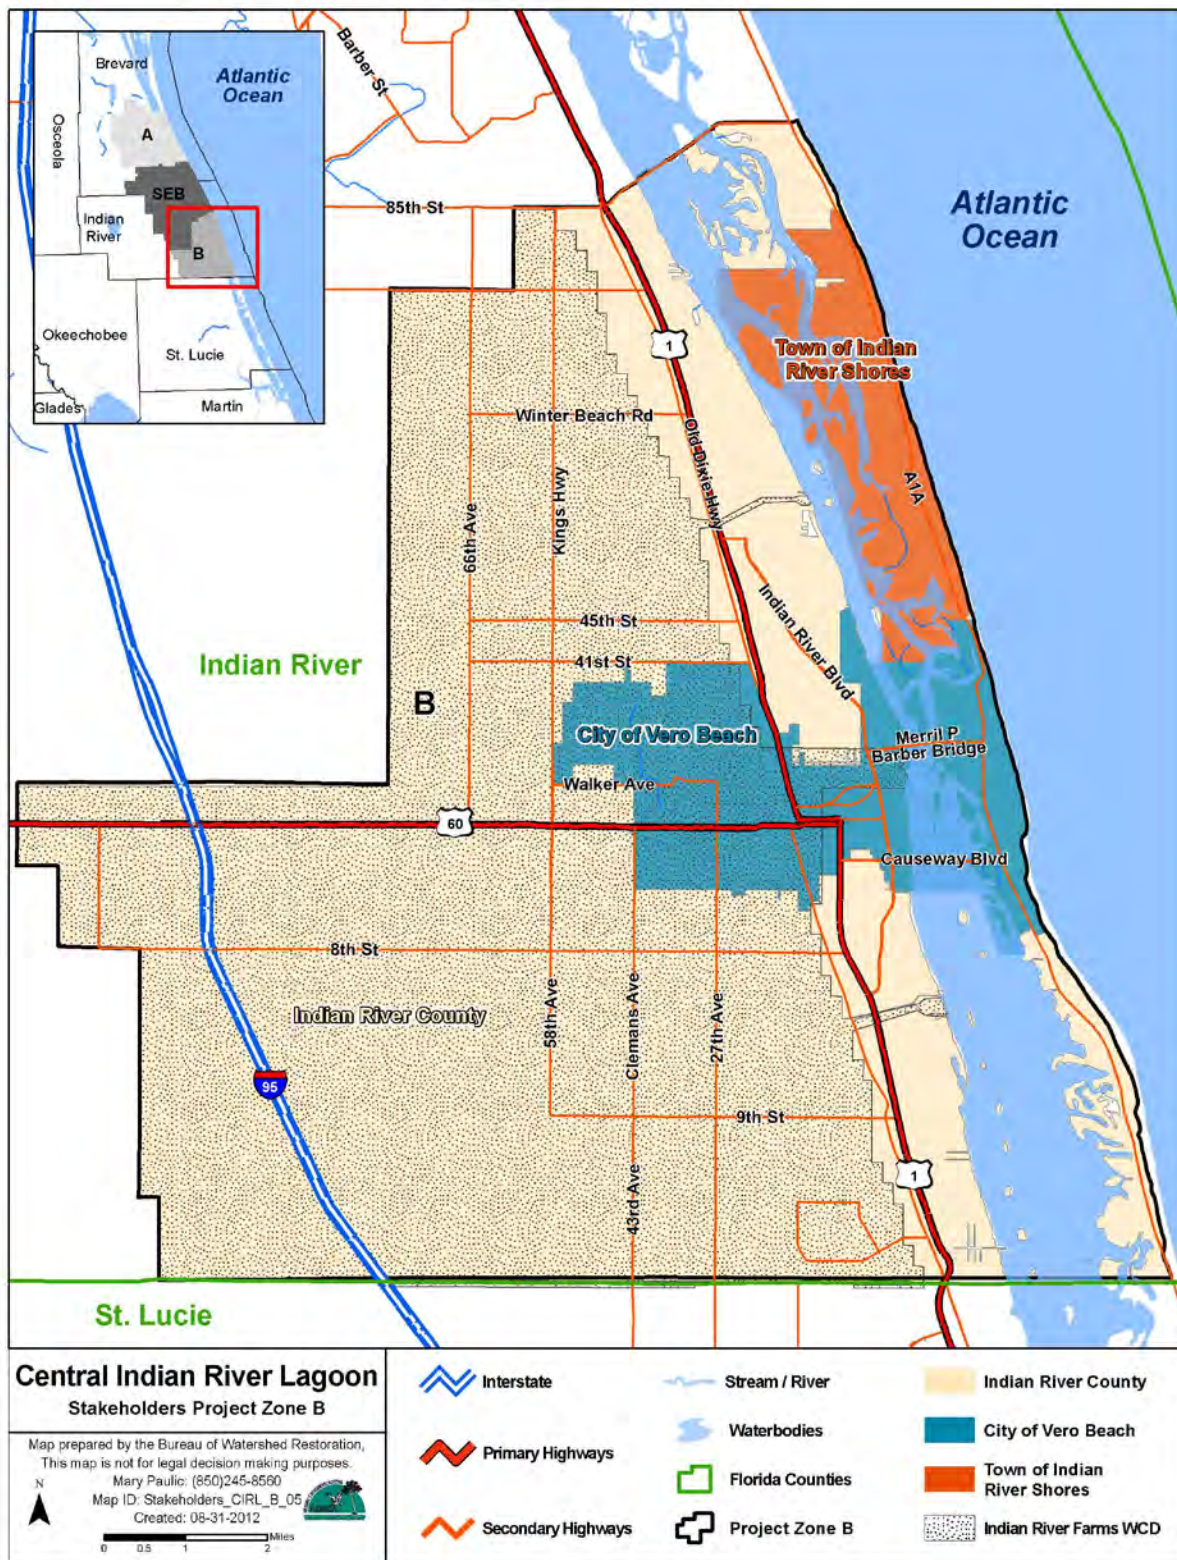 Brevard
Atlantic
Ocean
Osceola
A
SEB
Indian
River
B
Okeechobee
St. Lucie
Glades
Martin
Barber St
85th St
Atlantic
Ocean
1
Town of Indian
River Shores
Winter Beach Rd
Old Dixie Hwy
A1A
Kings Hwy
66th Ave
Indian River Blvd
45th St
41st St
Indian River
B
City of Vero Beach
Merril P
Barber Bridge
Walker Ave
60
Causeway Blvd
8th St
Indian River County
58th Ave
Clemans Ave
27th Ave
95
9th St
43rd Ave
1
St. Lucie
Central Indian River Lagoon
Stakeholders Project Zone B
Map prepared by the Bureau of Watershed Restoration,
This map is not for legal decision making purposes.
Mary Paulic: (850)245-8560
Map ID: Stakeholders_CIRL_B_05
Created: 08-31-2012
N
Miles
0 0.5 1 2
Interstate
Primary Highways
Secondary Highways
Stream / River
Waterbodies
Florida Counties
Project Zone B
Indian River County
City of Vero Beach
Town of Indian
River Shores
Indian River Farms WCD